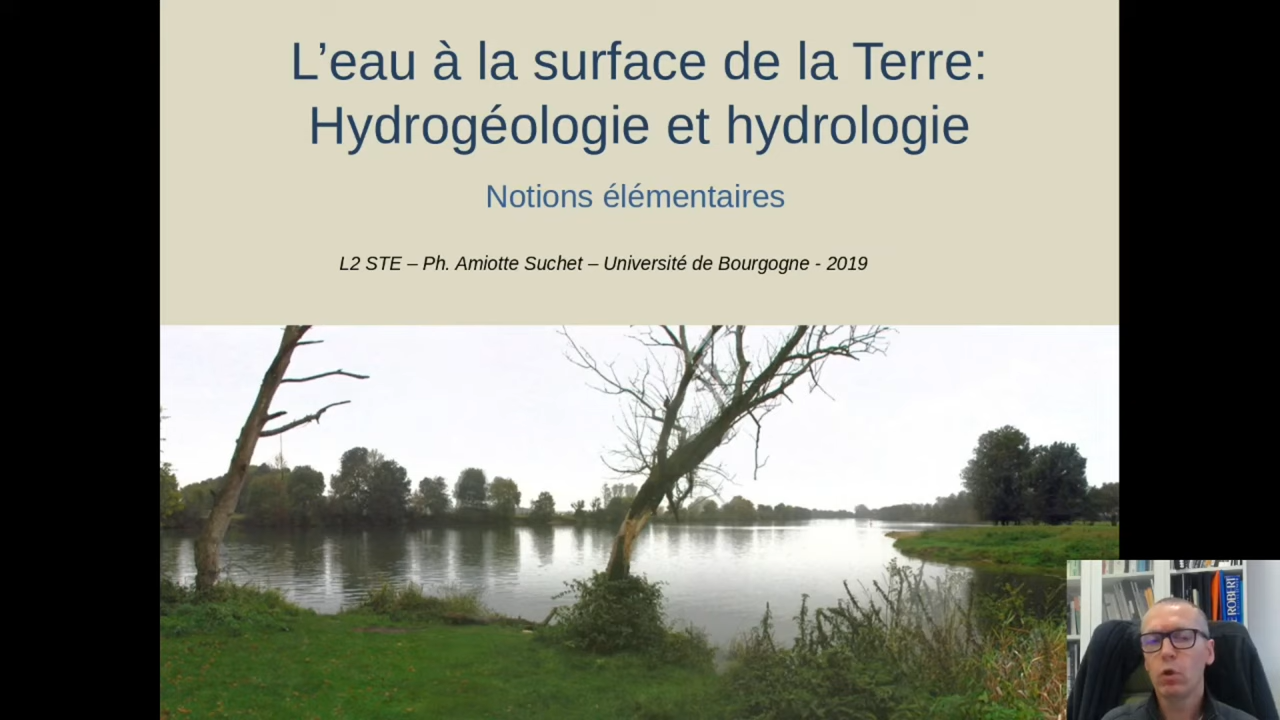 L’eau à la surface de la Terre:
Hydrogéologie et hydrologie
Notions élémentaires
L2 STE – Ph. Amiotte Suchet – Université de Bourgogne - 2019
ROBERT